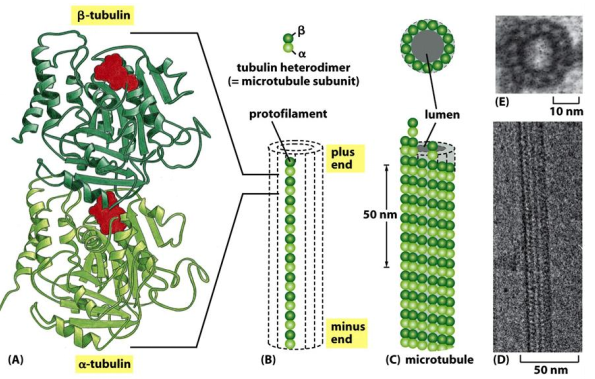 β-tubulin
(A)
α-tubulin
β
α
tubulin heterodimer
(= microtubule subunit)
protofilament
plus
end
minus
end
(B)
lumen
50 nm
(C) microtubule
(E)
10 nm
(D)
50 nm